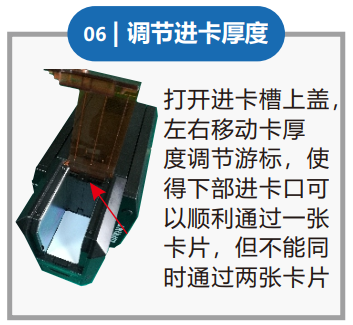 06 | 调节进卡厚度
打开进卡槽上盖，
左右移动卡厚
度调节游标，使
得下部进卡口可
以顺利通过一张
卡片，但不能同
时通过两张卡片